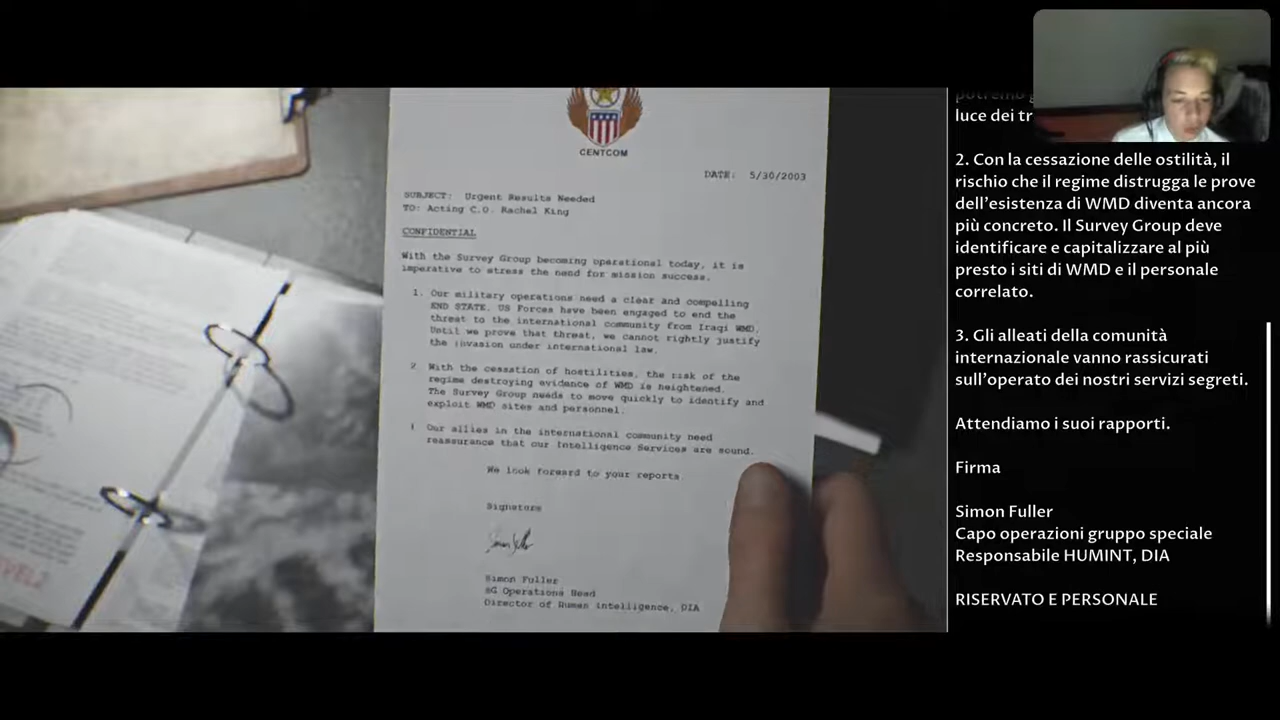 CENTCOM
DATE: 5/30/2003
SUBJECT: Urgent Results Needed
TO: Acting C.O. Rachel King
CONFIDENTIAL
With the Survey Group becoming operational today, it is
imperative to stress the need for mission success.
1. Our military operations need a clear and compelling
END STATE. US Forces have been engaged to end the
threat to the international community from Iraqi WMD.
Until we prove that threat, we cannot rightly justify
the invasion under international law.
2 With the cessation of hostilities, the risk of the
regime destroying evidence of WMD is heightened.
The Survey Group needs to move quickly to identify and
exploit WMD sites and personnel.
Our allies in the international community need
reassurance that our Intelligence Services are sound.
We look forward to your reports
Signature
Simon Fuller
SG Operations Head
Director of Human intelligence, DIA
luce dei
2. Con la cessazione delle ostilità, il
rischio che il regime distrugga le prove
dell'esistenza di WMD diventa ancora
più concreto. Il Survey Group deve
identificare e capitalizzare al più
presto i siti di WMD e il personale
correlato.
3. Gli alleati della comunità
internazionale vanno rassicurati
sull'operato dei nostri servizi segreti.
Attendiamo i suoi rapporti.
Firma
Simon Fuller
Capo operazioni gruppo speciale
Responsabile HUMINT, DIA
RISERVATO E PERSONALE